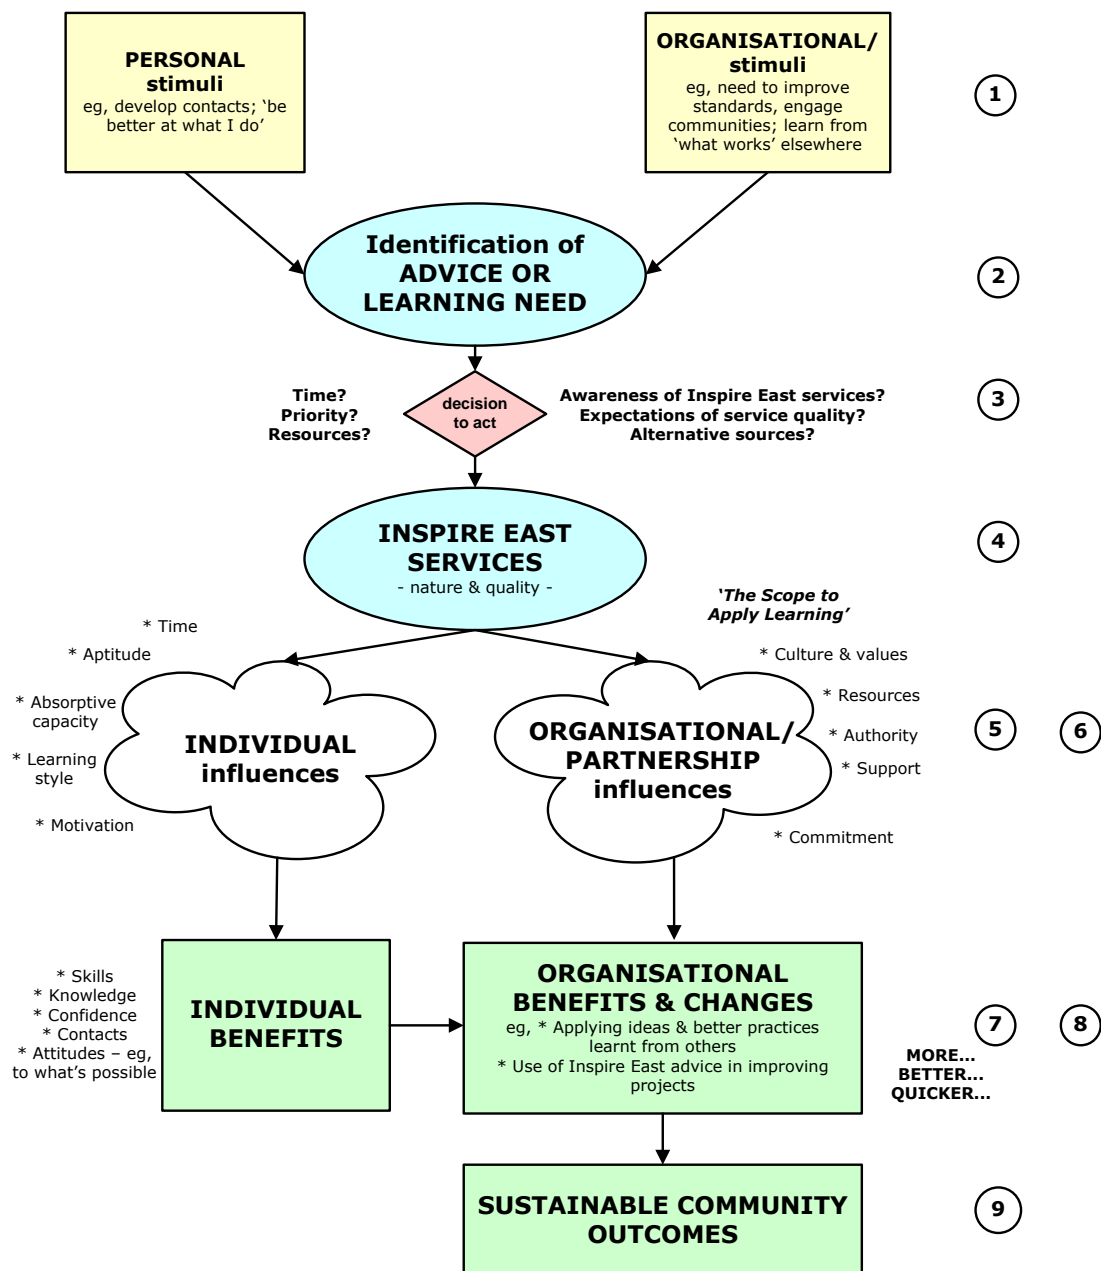 PERSONAL
stimuli
eg, develop contacts; ‘be
better at what I do’
ORGANISATIONAL/
stimuli
eg, need to improve
standards, engage
communities; learn from
‘what works’ elsewhere
1
Identification of
ADVICE OR
LEARNING NEED
2
Time?
Priority?
Resources?
decision
to act
Awareness of Inspire East services?
Expectations of service quality?
Alternative sources?
3
INSPIRE EAST
SERVICES
- nature & quality -
4
‘The Scope to
Apply Learning’
* Time
* Aptitude
* Absorptive
capacity
* Learning
style
* Motivation
INDIVIDUAL
influences
ORGANISATIONAL/
PARTNERSHIP
influences
* Culture & values
* Resources
* Authority
* Support
* Commitment
5
6
* Skills
* Knowledge
* Confidence
* Contacts
* Attitudes – eg,
to what’s possible
INDIVIDUAL
BENEFITS
ORGANISATIONAL
BENEFITS & CHANGES
eg, * Applying ideas & better practices
learnt from others
* Use of Inspire East advice in improving
projects
7
8
MORE...
BETTER...
QUICKER...
SUSTAINABLE COMMUNITY
OUTCOMES
9